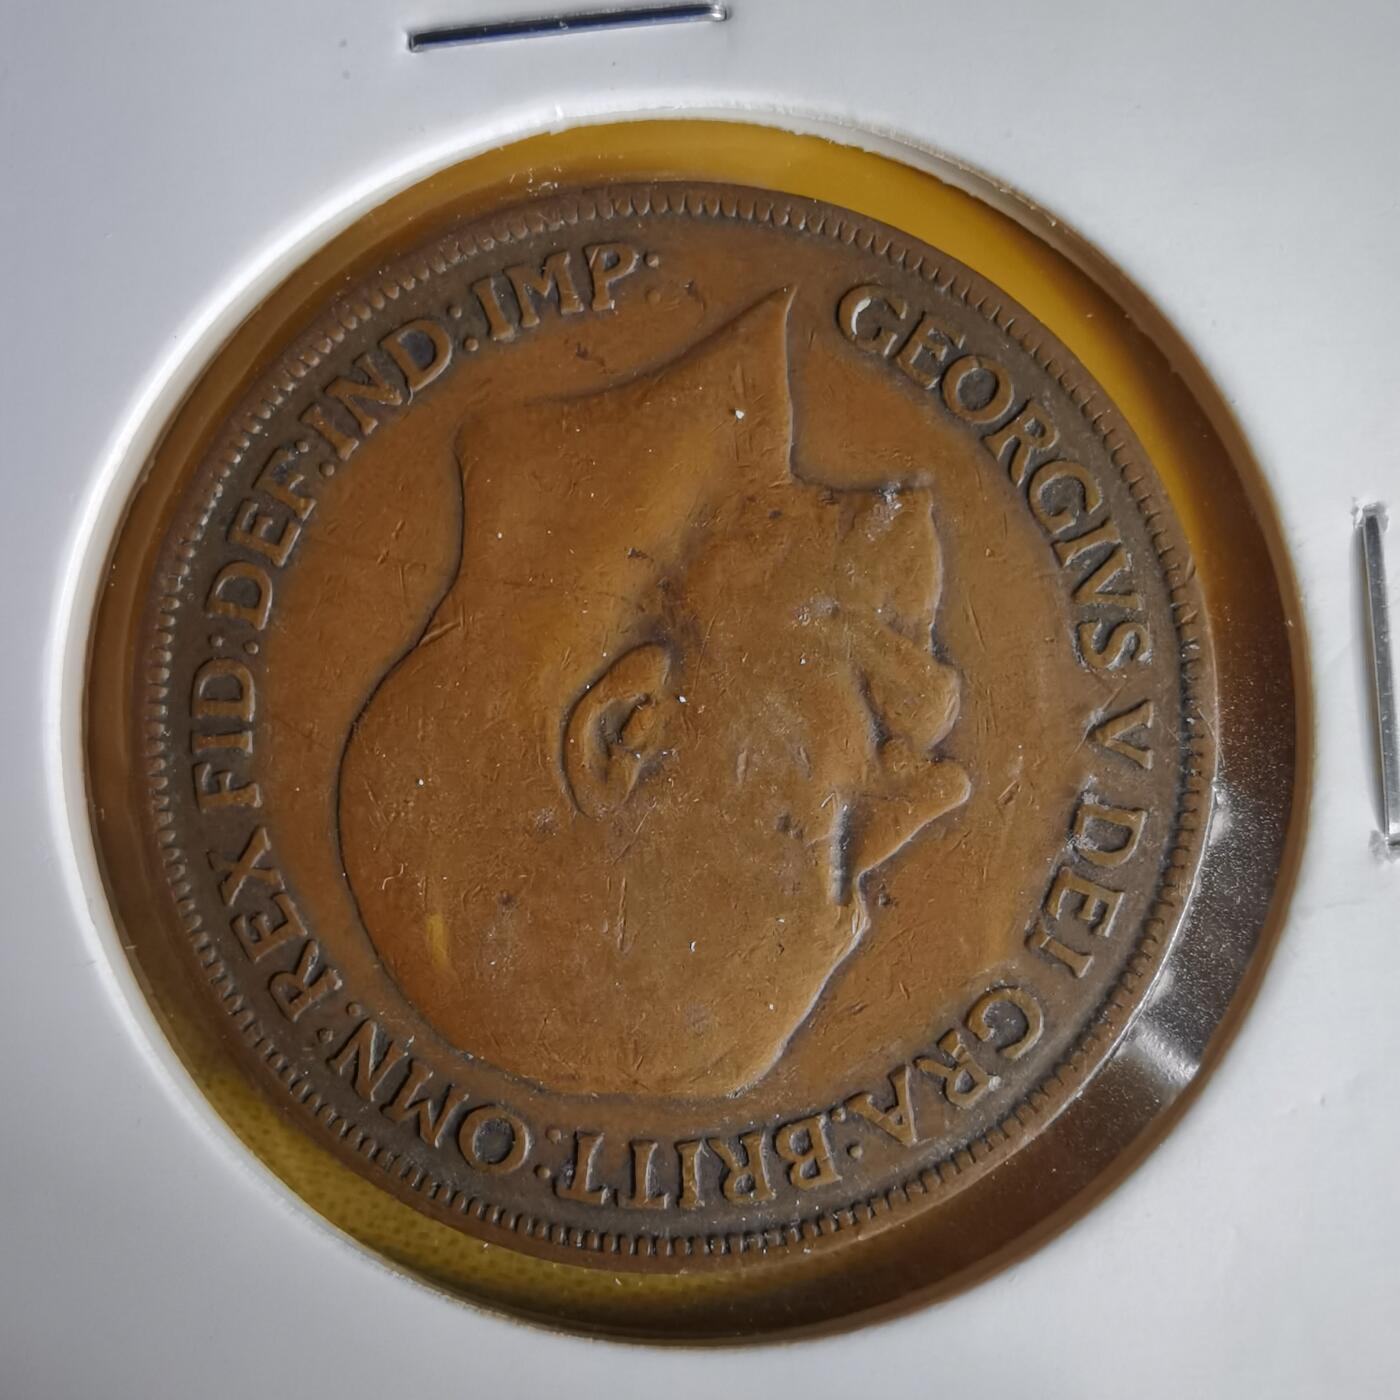 GEORGIVS V DEI GRA: BRITT: OMN: REX FID: DEF: IND: IMP·